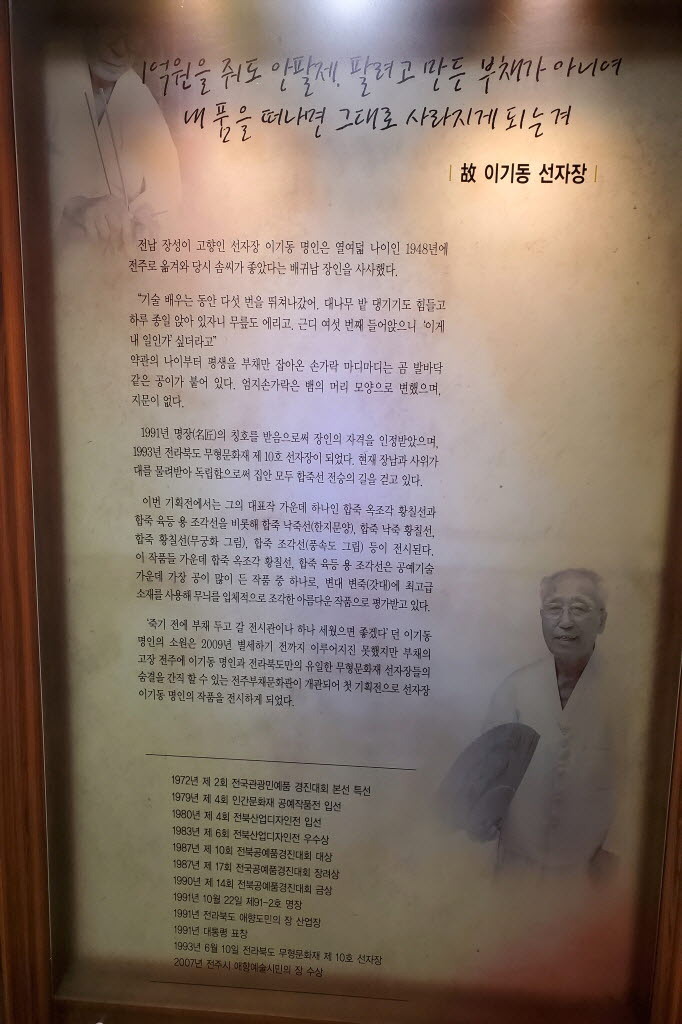 1억원을 줘도 안팔제. 팔려고 만든 부채가 아니여
내 품을 떠나면 그대로 사라지게 되는겨
| 故 이기동 선자장 |
전남 장성이 고향인 선자장 이기동 명인은 열여덟 나이인 1948년에
전주로 옮겨와 당시 솜씨가 좋았다는 배귀남 장인을 사사했다.
“기술 배우는 동안 다섯 번을 뛰쳐나갔어. 대나무 밭 댕기기도 힘들고
하루 종일 앉아 있자니 무릎도 에리고, 근디 여섯 번째 들어앉으니 ‘이게
내 일인가’ 싶더라고”
약관의 나이부터 평생을 부채만 잡아온 손가락 마디마디는 곰 발바닥
같은 공이가 붙어 있다. 엄지손가락은 뱀의 머리 모양으로 변했으며,
지문이 없다.
1991년 명장(名匠)의 칭호를 받음으로써 장인의 자격을 인정받았으며,
1993년 전라북도 무형문화재 제 10호 선자장이 되었다. 현재 장남과 사위가
대를 물려받아 독립함으로써 집안 모두 합죽선 전승의 길을 걷고 있다.
이번 기획전에서는 그의 대표작 가운데 하나인 합죽 옥조각 황칠선과
합죽 육등 용 조각선을 비롯해 합죽 낙죽선(한지문양), 합죽 낙죽 황칠선,
합죽 황칠선(무궁화 그림), 합죽 조각선(풍속도 그림) 등이 전시된다.
이 작품들 가운데 합죽 옥조각 황칠선, 합죽 육등 용 조각선은 공예기술
가운데 가장 공이 많이 든 작품 중 하나로, 변대 변죽(갓대)에 최고급
소재를 사용해 무늬를 입체적으로 조각한 아름다운 작품으로 평가받고 있다.
‘죽기 전에 부채 두고 갈 전시관이나 하나 세웠으면 좋겠다’ 던 이기동
명인의 소원은 2009년 별세하기 전까지 이루어지진 못했지만 부채의
고장 전주에 이기동 명인과 전라북도만의 유일한 무형문화재 선자장들의
숨결을 간직 할 수 있는 전주부채문화관이 개관되어 첫 기획전으로 선자장
이기동 명인의 작품을 전시하게 되었다.
1972년 제 2회 전국관광민예품 경진대회 본선 특선
1979년 제 4회 인간문화재 공예작품전 입선
1980년 제 4회 전북산업디자인전 입선
1983년 제 6회 전북산업디자인전 우수상
1987년 제 10회 전북공예품경진대회 대상
1987년 제 17회 전국공예품경진대회 장려상
1990년 제 14회 전북공예품경진대회 금상
1991년 10월 22일 제91-2호 명장
1991년 전라북도 애향도민의 장 산업장
1991년 대통령 표창
1993년 6월 10일 전라북도 무형문화재 제 10호 선자장
2007년 전주시 애향예술시민의 장 수상